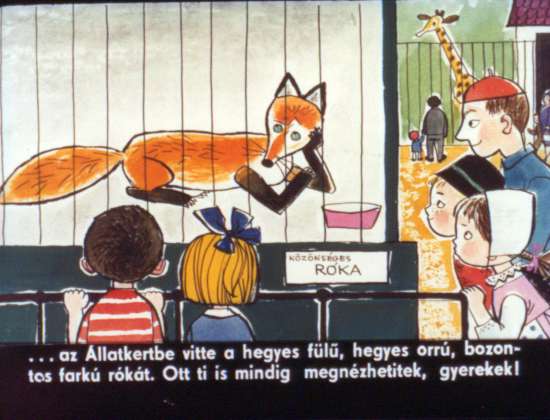 KÖZÖNSÉGES
RÓKA
...az Állatkertbe vitte a hegyes fülű, hegyes orrú, bozon-
tos farkú rókát. Ott ti is mindig megnézhetitek, gyerekek!